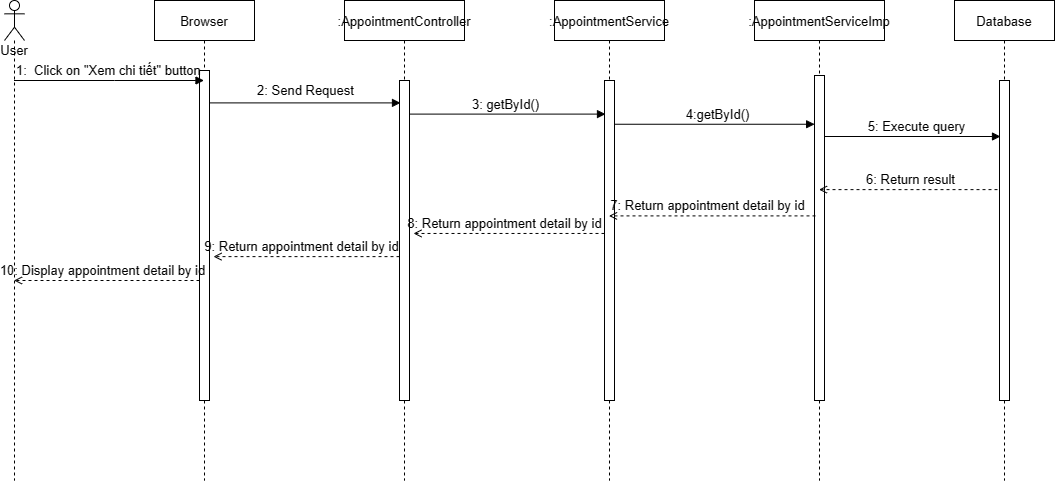 Browser
:AppointmentController
:AppointmentService
:AppointmentServiceImp
Database
User
1:  Click on "Xem chi tiết" button
2: Send Request
3: getById()
4:getById()
5: Execute query
6: Return result
7: Return appointment detail by id
8: Return appointment detail by id
9: Return appointment detail by id
10: Display appointment detail by id